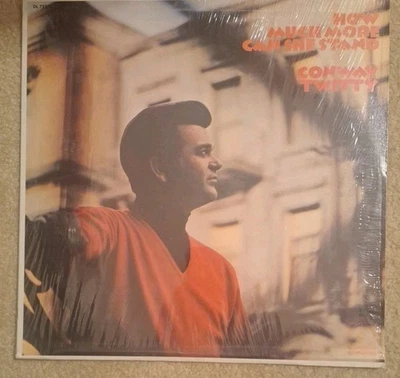 HOW
MUCH MORE
CAN SHE STAND
CONWAY
TWITTY